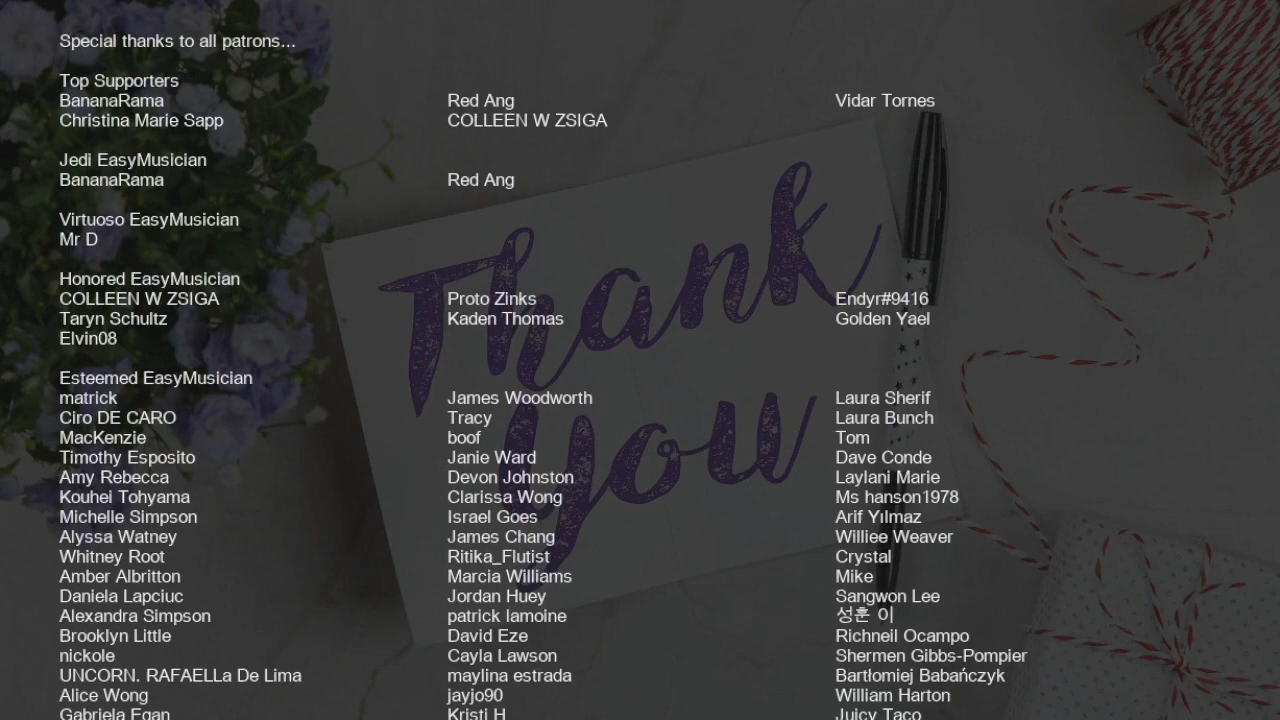 Special thanks to all patrons...
Top Supporters
BananaRama Red Ang Vidar Tornes
Christina Marie Sapp COLLEEN W ZSIGA
Jedi EasyMusician
BananaRama Red Ang
Virtuoso EasyMusician
Mr D
Honored EasyMusician
COLLEEN W ZSIGA Proto Zinks Endyr#9416
Taryn Schultz Kaden Thomas Golden Yael
Elvin08
Esteemed EasyMusician
matrick James Woodworth Laura Sherif
Ciro DE CARO Tracy Laura Bunch
MacKenzie boof Tom
Timothy Esposito Janie Ward Dave Conde
Amy Rebecca Devon Johnston Laylani Marie
Kouhei Tohyama Clarissa Wong Ms hanson1978
Michelle Simpson Israel Goes Arif Yılmaz
Alyssa Watney James Chang Williee Weaver
Whitney Root Ritika_Flutist Crystal
Amber Albritton Marcia Williams Mike
Daniela Lapciuc Jordan Huey Sangwon Lee
Alexandra Simpson patrick lamoine 성훈 이
Brooklyn Little David Eze Richneil Ocampo
nickole Cayla Lawson Shermen Gibbs-Pompier
UNCORN. RAFAELLa De Lima maylina estrada Bartłomiej Babańczyk
Alice Wong jayjo90 William Harton
Gabriela Egan Kristi H Juicy Taco
Thank
you